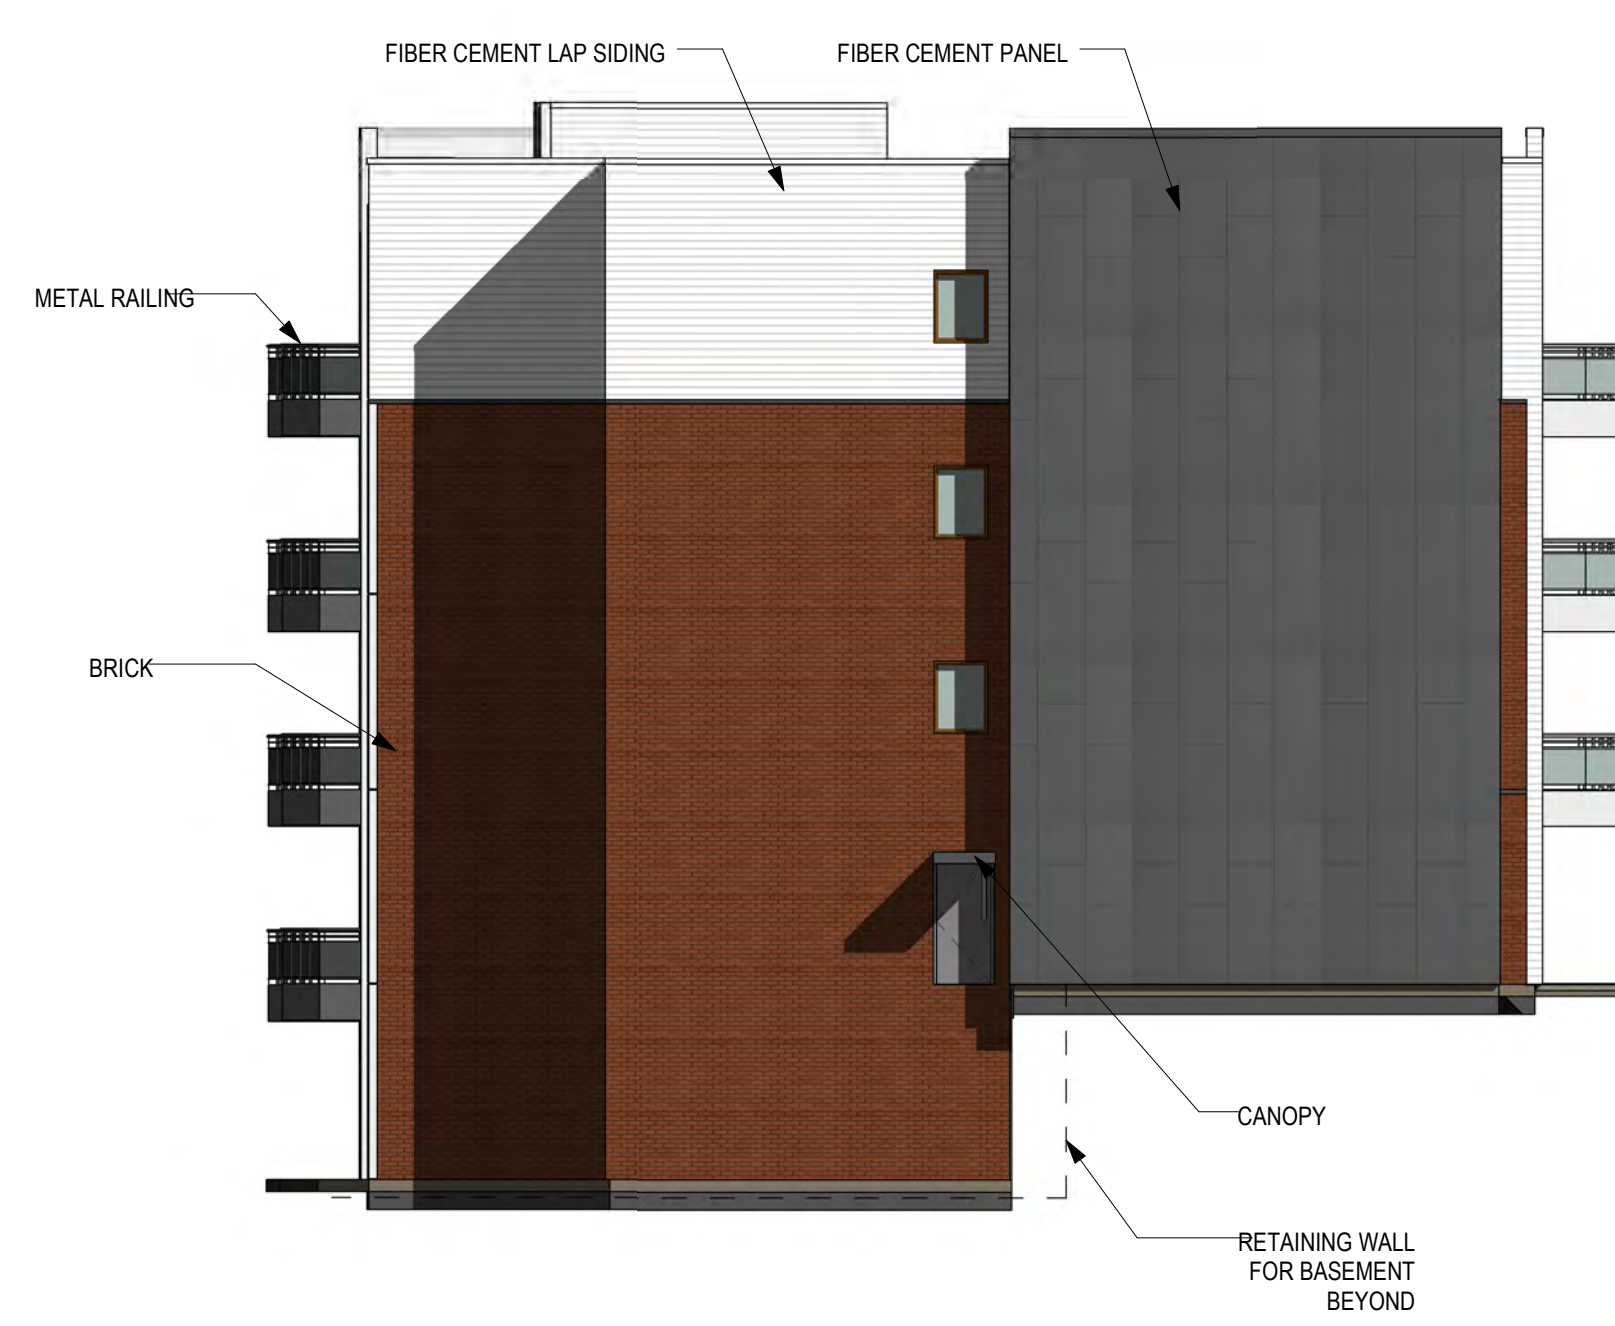 FIBER CEMENT LAP SIDING
FIBER CEMENT PANEL
METAL RAILING
BRICK
CANOPY
RETAINING WALL
FOR BASEMENT
BEYOND